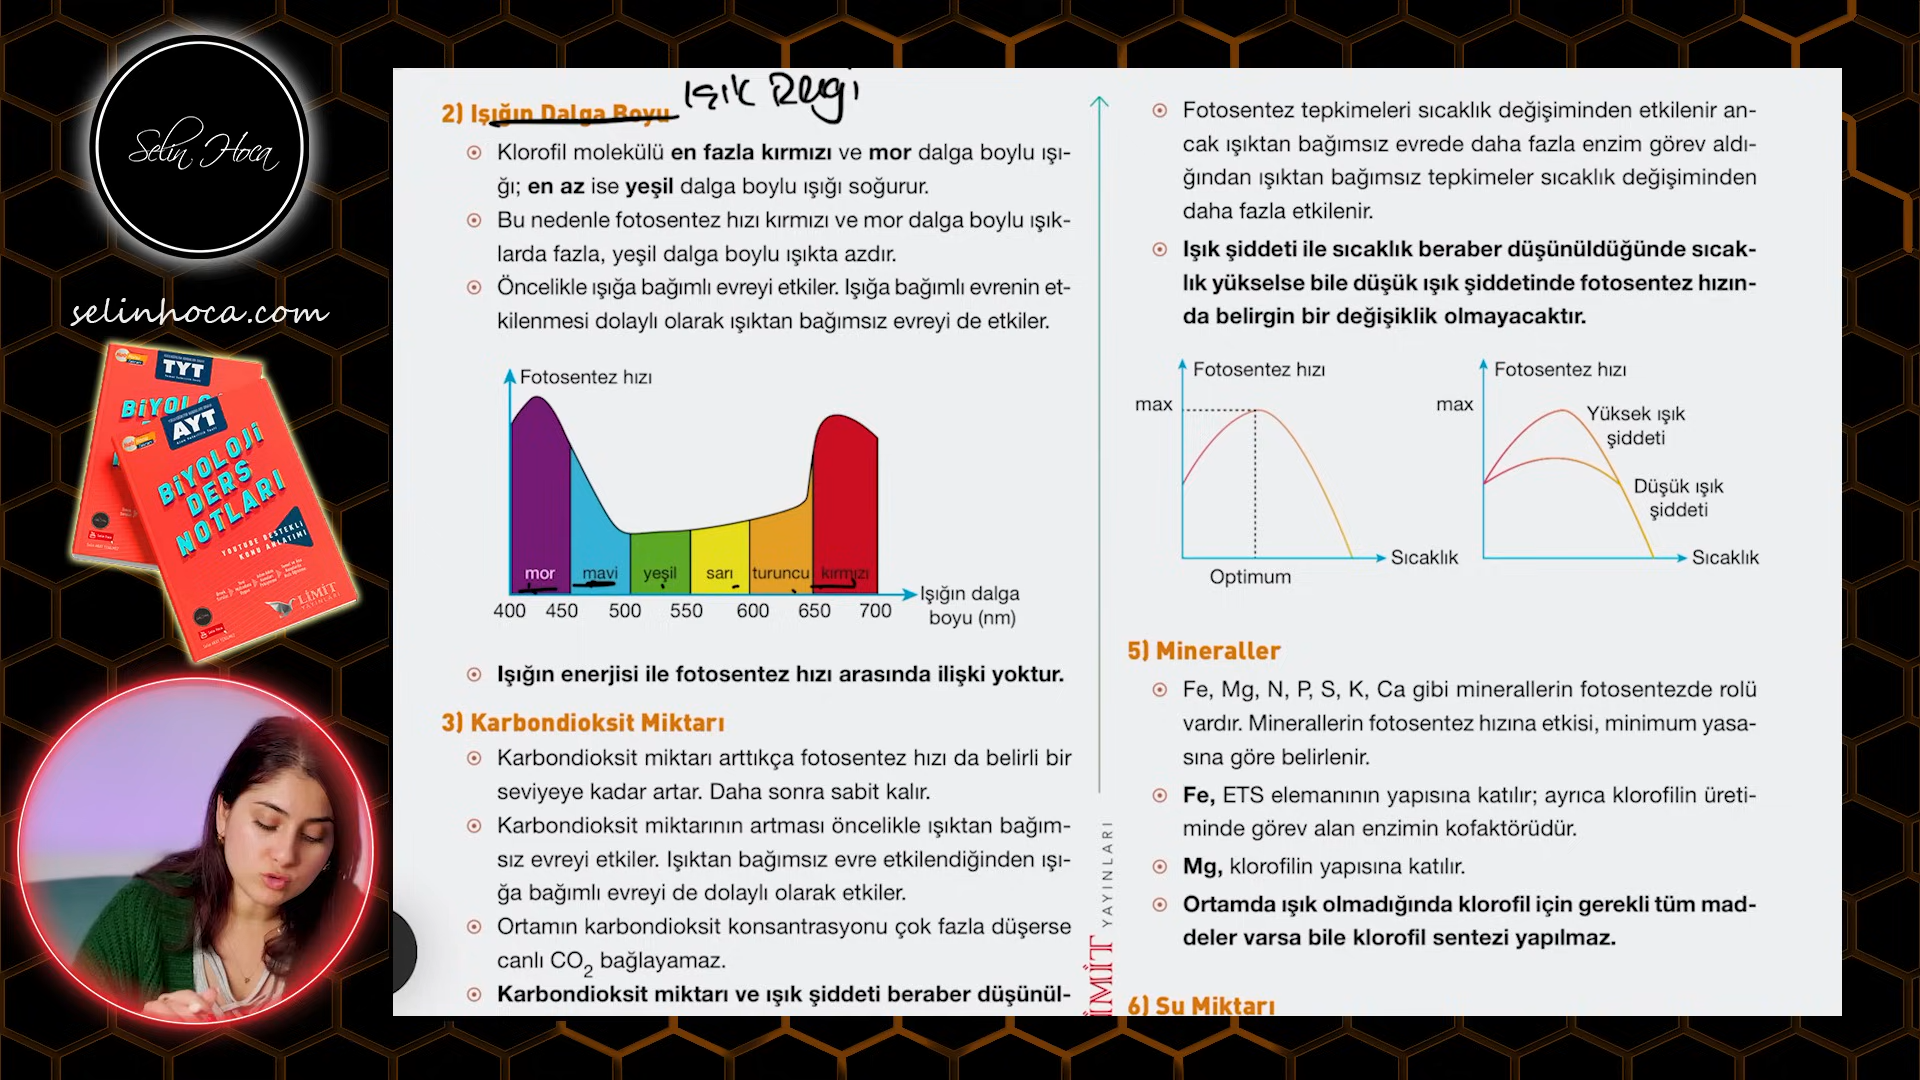 Selin Hoca
selinhoca.com
TYT
BİYOLO
AYT
BİYOLOJİ
DERS
NOTLARI
YOUTUBE DESTEKLİ
KONU ANLATIMI
LİMİT
YAYINLARI
Işık Rengi
2) Işığın Dalga Boyu
Klorofil molekülü en fazla kırmızı ve mor dalga boylu ışı-
ğı; en az ise yeşil dalga boylu ışığı soğurur.
Bu nedenle fotosentez hızı kırmızı ve mor dalga boylu ışık-
larda fazla, yeşil dalga boylu ışıkta azdır.
Öncelikle ışığa bağımlı evreyi etkiler. Işığa bağımlı evrenin et-
kilenmesi dolaylı olarak ışıktan bağımsız evreyi de etkiler.
Fotosentez hızı
mor mavi yeşil sarı turuncu kırmızı
400 450 500 550 600 650 700
Işığın dalga
boyu (nm)
Işığın enerjisi ile fotosentez hızı arasında ilişki yoktur.
3) Karbondioksit Miktarı
Karbondioksit miktarı arttıkça fotosentez hızı da belirli bir
seviyeye kadar artar. Daha sonra sabit kalır.
Karbondioksit miktarının artması öncelikle ışıktan bağım-
sız evreyi etkiler. Işıktan bağımsız evre etkilendiğinden ışı-
ğa bağımlı evreyi de dolaylı olarak etkiler.
Ortamın karbondioksit konsantrasyonu çok fazla düşerse
canlı CO₂ bağlayamaz.
Karbondioksit miktarı ve ışık şiddeti beraber düşünül-
İMİT YAYINLARI
Fotosentez tepkimeleri sıcaklık değişiminden etkilenir an-
cak ışıktan bağımsız evrede daha fazla enzim görev aldı-
ğından ışıktan bağımsız tepkimeler sıcaklık değişiminden
daha fazla etkilenir.
Işık şiddeti ile sıcaklık beraber düşünüldüğünde sıcak-
lık yükselse bile düşük ışık şiddetinde fotosentez hızın-
da belirgin bir değişiklik olmayacaktır.
Fotosentez hızı
max
Sıcaklık
Optimum
Fotosentez hızı
max
Yüksek ışık
şiddeti
Düşük ışık
şiddeti
Sıcaklık
5) Mineraller
Fe, Mg, N, P, S, K, Ca gibi minerallerin fotosentezde rolü
vardır. Minerallerin fotosentez hızına etkisi, minimum yasa-
sına göre belirlenir.
Fe, ETS elemanının yapısına katılır; ayrıca klorofilin üreti-
minde görev alan enzimin kofaktörüdür.
Mg, klorofilin yapısına katılır.
Ortamda ışık olmadığında klorofil için gerekli tüm mad-
deler varsa bile klorofil sentezi yapılmaz.
6) Su Miktarı